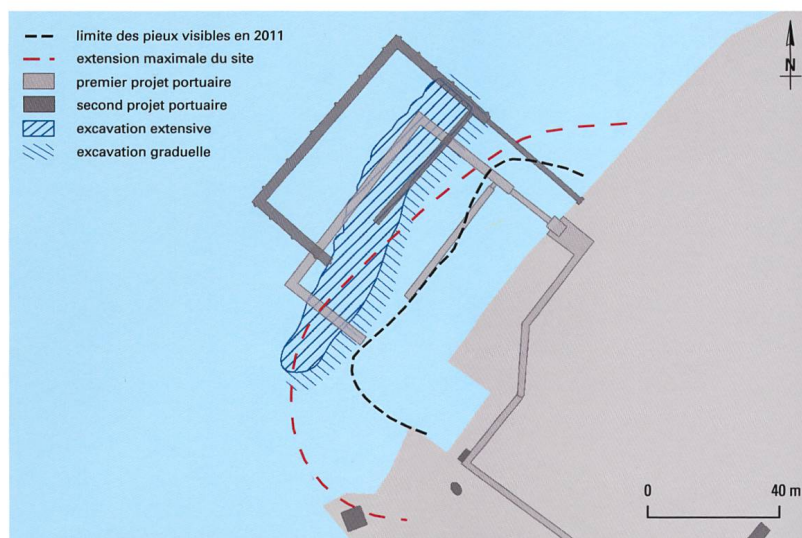 limite des pieux visibles en 2011
extension maximale du site
premier projet portuaire
second projet portuaire
excavation extensive
excavation graduelle
N
0 40 m